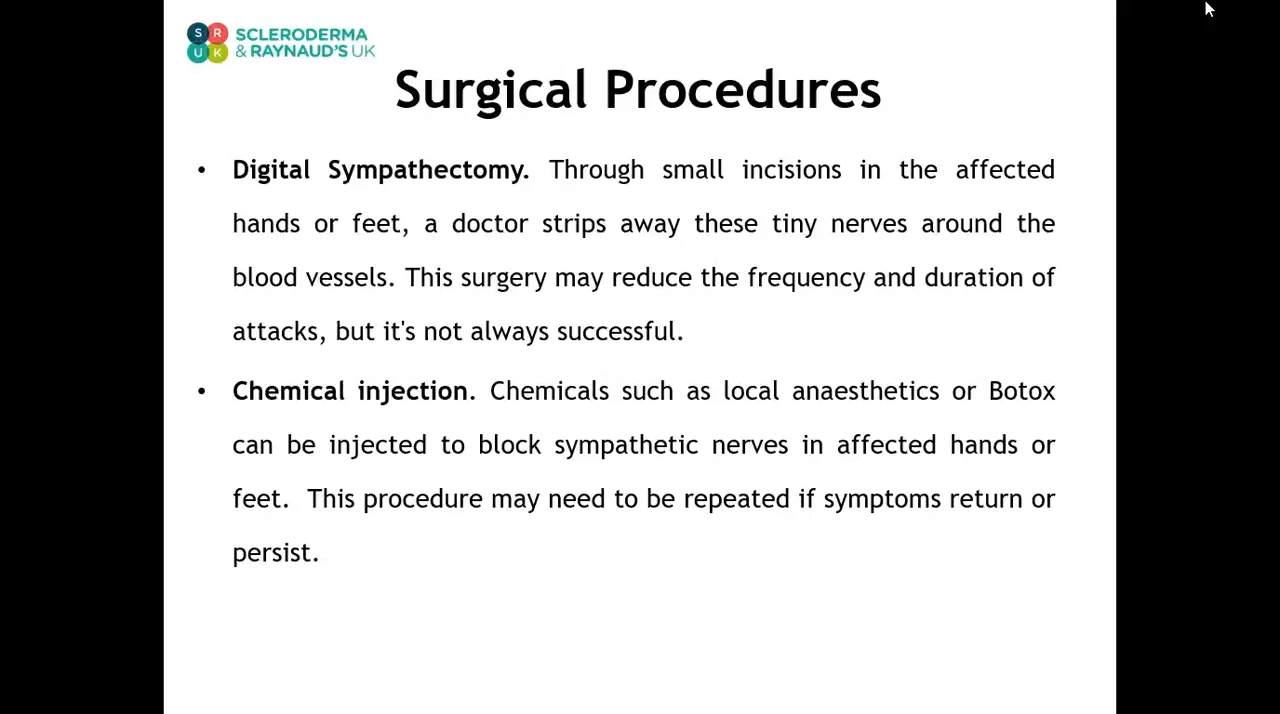 S R SCLERODERMA
U K & RAYNAUD'S UK
Surgical Procedures
• Digital Sympathectomy. Through small incisions in the affected
hands or feet, a doctor strips away these tiny nerves around the
blood vessels. This surgery may reduce the frequency and duration of
attacks, but it's not always successful.
• Chemical injection. Chemicals such as local anaesthetics or Botox
can be injected to block sympathetic nerves in affected hands or
feet.  This procedure may need to be repeated if symptoms return or
persist.